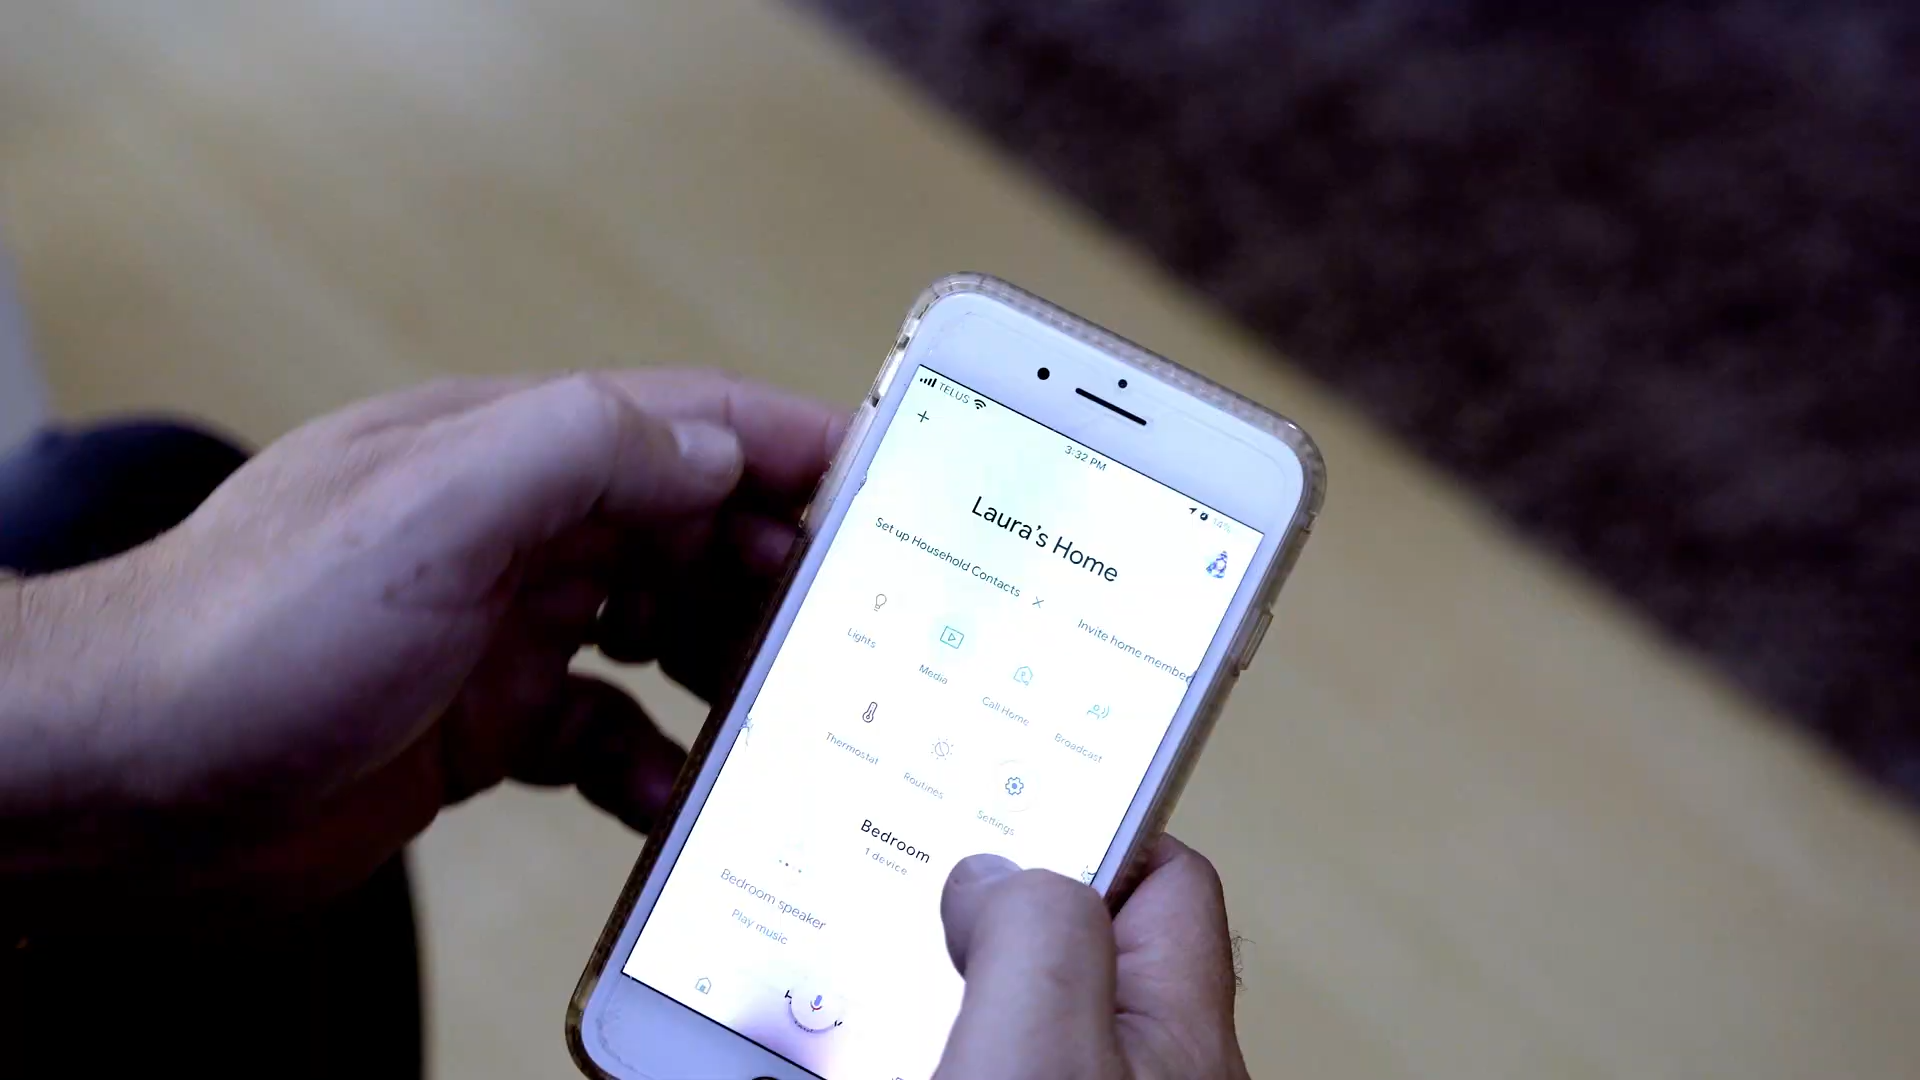 TELUS
3:32 PM
14%
Laura's Home
Set up Household Contacts
Invite home member
Lights
Media
Call Home
Broadcast
Thermostat
Routines
Settings
Bedroom
1 device
Bedroom speaker
Play music